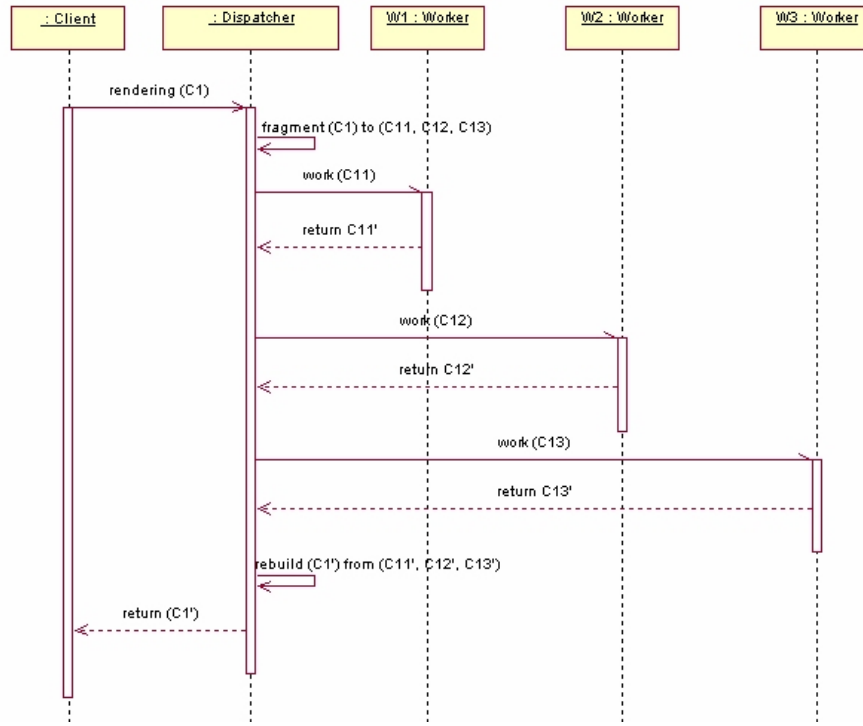 : Client
: Dispatcher
W1 : Worker
W2 : Worker
W3 : Worker
rendering (C1)
fragment (C1) to (C11, C12, C13)
work (C11)
return C11'
work (C12)
return C12'
work (C13)
return C13'
rebuild (C1') from (C11', C12', C13')
return (C1')